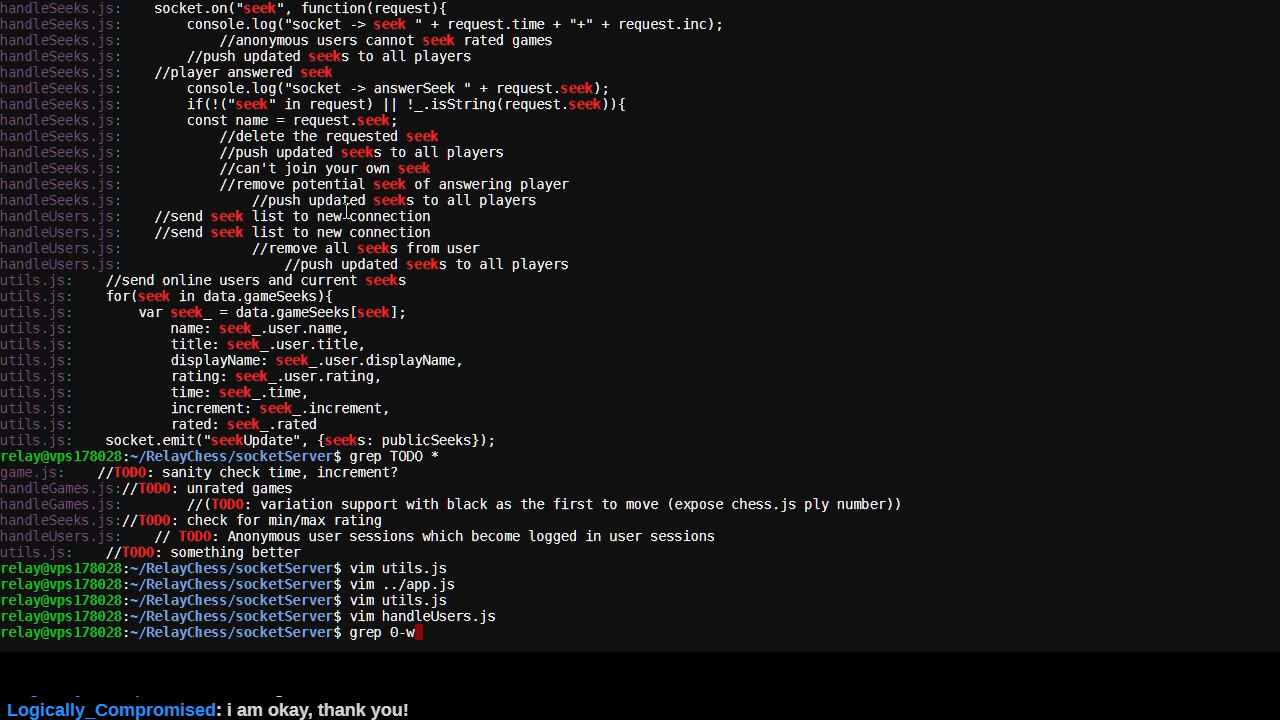 handleSeeks.js:    socket.on("seek", function(request){
handleSeeks.js:        console.log("socket -> seek " + request.time + "+" + request.inc);
handleSeeks.js:            //anonymous users cannot seek rated games
handleSeeks.js:        //push updated seeks to all players
handleSeeks.js:    //player answered seek
handleSeeks.js:        console.log("socket -> answerSeek " + request.seek);
handleSeeks.js:        if(!("seek" in request) || !_.isString(request.seek)){
handleSeeks.js:        const name = request.seek;
handleSeeks.js:            //delete the requested seek
handleSeeks.js:            //push updated seeks to all players
handleSeeks.js:            //can't join your own seek
handleSeeks.js:            //remove potential seek of answering player
handleSeeks.js:                //push updated seeks to all players
handleUsers.js:    //send seek list to new connection
handleUsers.js:    //send seek list to new connection
handleUsers.js:                //remove all seeks from user
handleUsers.js:                    //push updated seeks to all players
utils.js:    //send online users and current seeks
utils.js:    for(seek in data.gameSeeks){
utils.js:        var seek_ = data.gameSeeks[seek];
utils.js:            name: seek_.user.name,
utils.js:            title: seek_.user.title,
utils.js:            displayName: seek_.user.displayName,
utils.js:            rating: seek_.user.rating,
utils.js:            time: seek_.time,
utils.js:            increment: seek_.increment,
utils.js:            rated: seek_.rated
utils.js:    socket.emit("seekUpdate", {seeks: publicSeeks});
relay@vps178028:~/RelayChess/socketServer$ grep TODO *
game.js:    //TODO: sanity check time, increment?
handleGames.js://TODO: unrated games
handleGames.js:        //(TODO: variation support with black as the first to move (expose chess.js ply number))
handleSeeks.js://TODO: check for min/max rating
handleUsers.js:    // TODO: Anonymous user sessions which become logged in user sessions
utils.js:    //TODO: something better
relay@vps178028:~/RelayChess/socketServer$ vim utils.js
relay@vps178028:~/RelayChess/socketServer$ vim ../app.js
relay@vps178028:~/RelayChess/socketServer$ vim utils.js
relay@vps178028:~/RelayChess/socketServer$ vim handleUsers.js
relay@vps178028:~/RelayChess/socketServer$ grep 0-w
Logically_Compromised: i am okay, thank you!